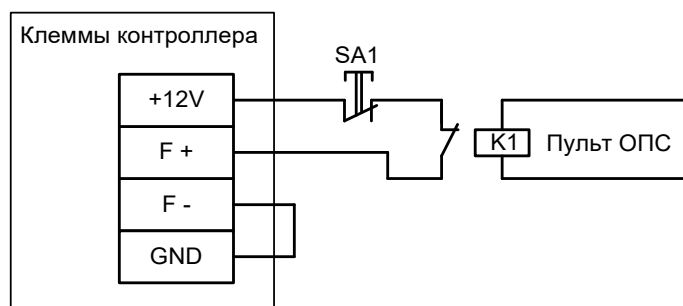 Клеммы контроллера
SA1
+12V
F +
K1
Пульт ОПС
F -
GND